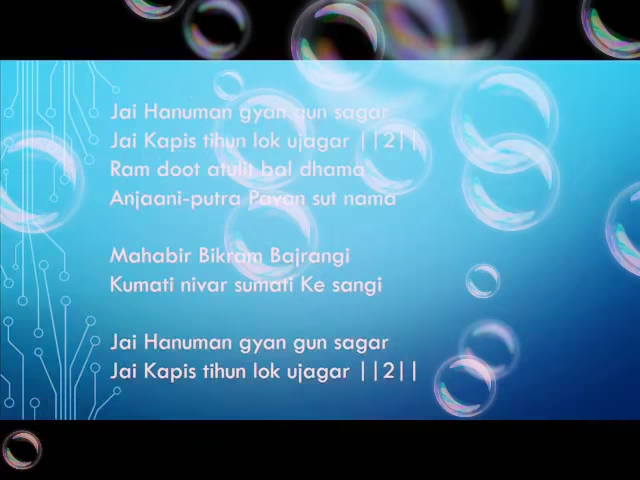 Jai Hanuman gyan gun sagar
Jai Kapis tihun lok ujagar ||2||
Ram doot atulit bal dhama
Anjaani-putra Pavan sut nama
Mahabir Bikram Bajrangi
Kumati nivar sumati Ke sangi
Jai Hanuman gyan gun sagar
Jai Kapis tihun lok ujagar ||2||